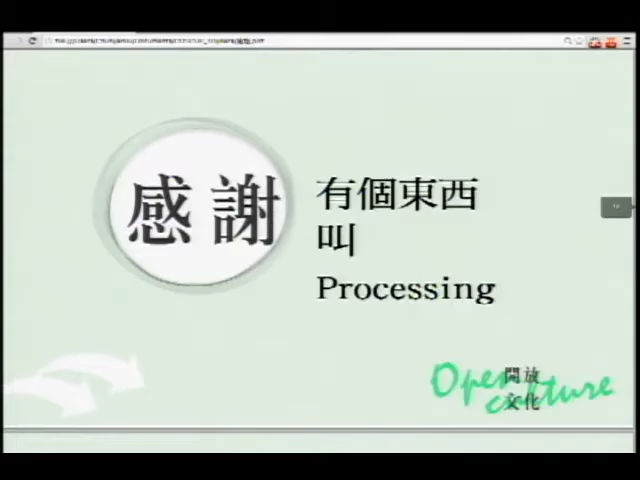 感謝
有個東西
叫
Processing
Open 開放
culture 文化